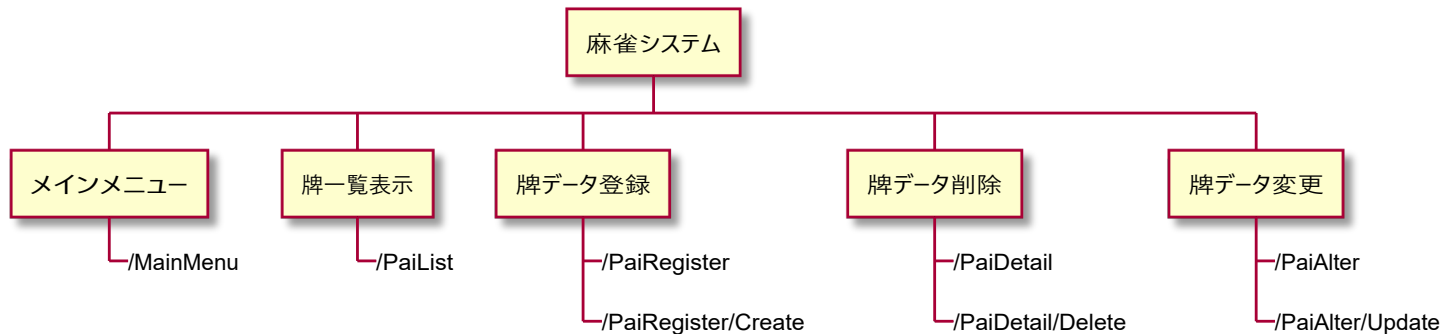 麻雀システム
メインメニュー
牌一覧表示
牌データ登録
牌データ削除
牌データ変更
/MainMenu
/PaiList
/PaiRegister
/PaiDetail
/PaiAlter
/PaiRegister/Create
/PaiDetail/Delete
/PaiAlter/Update